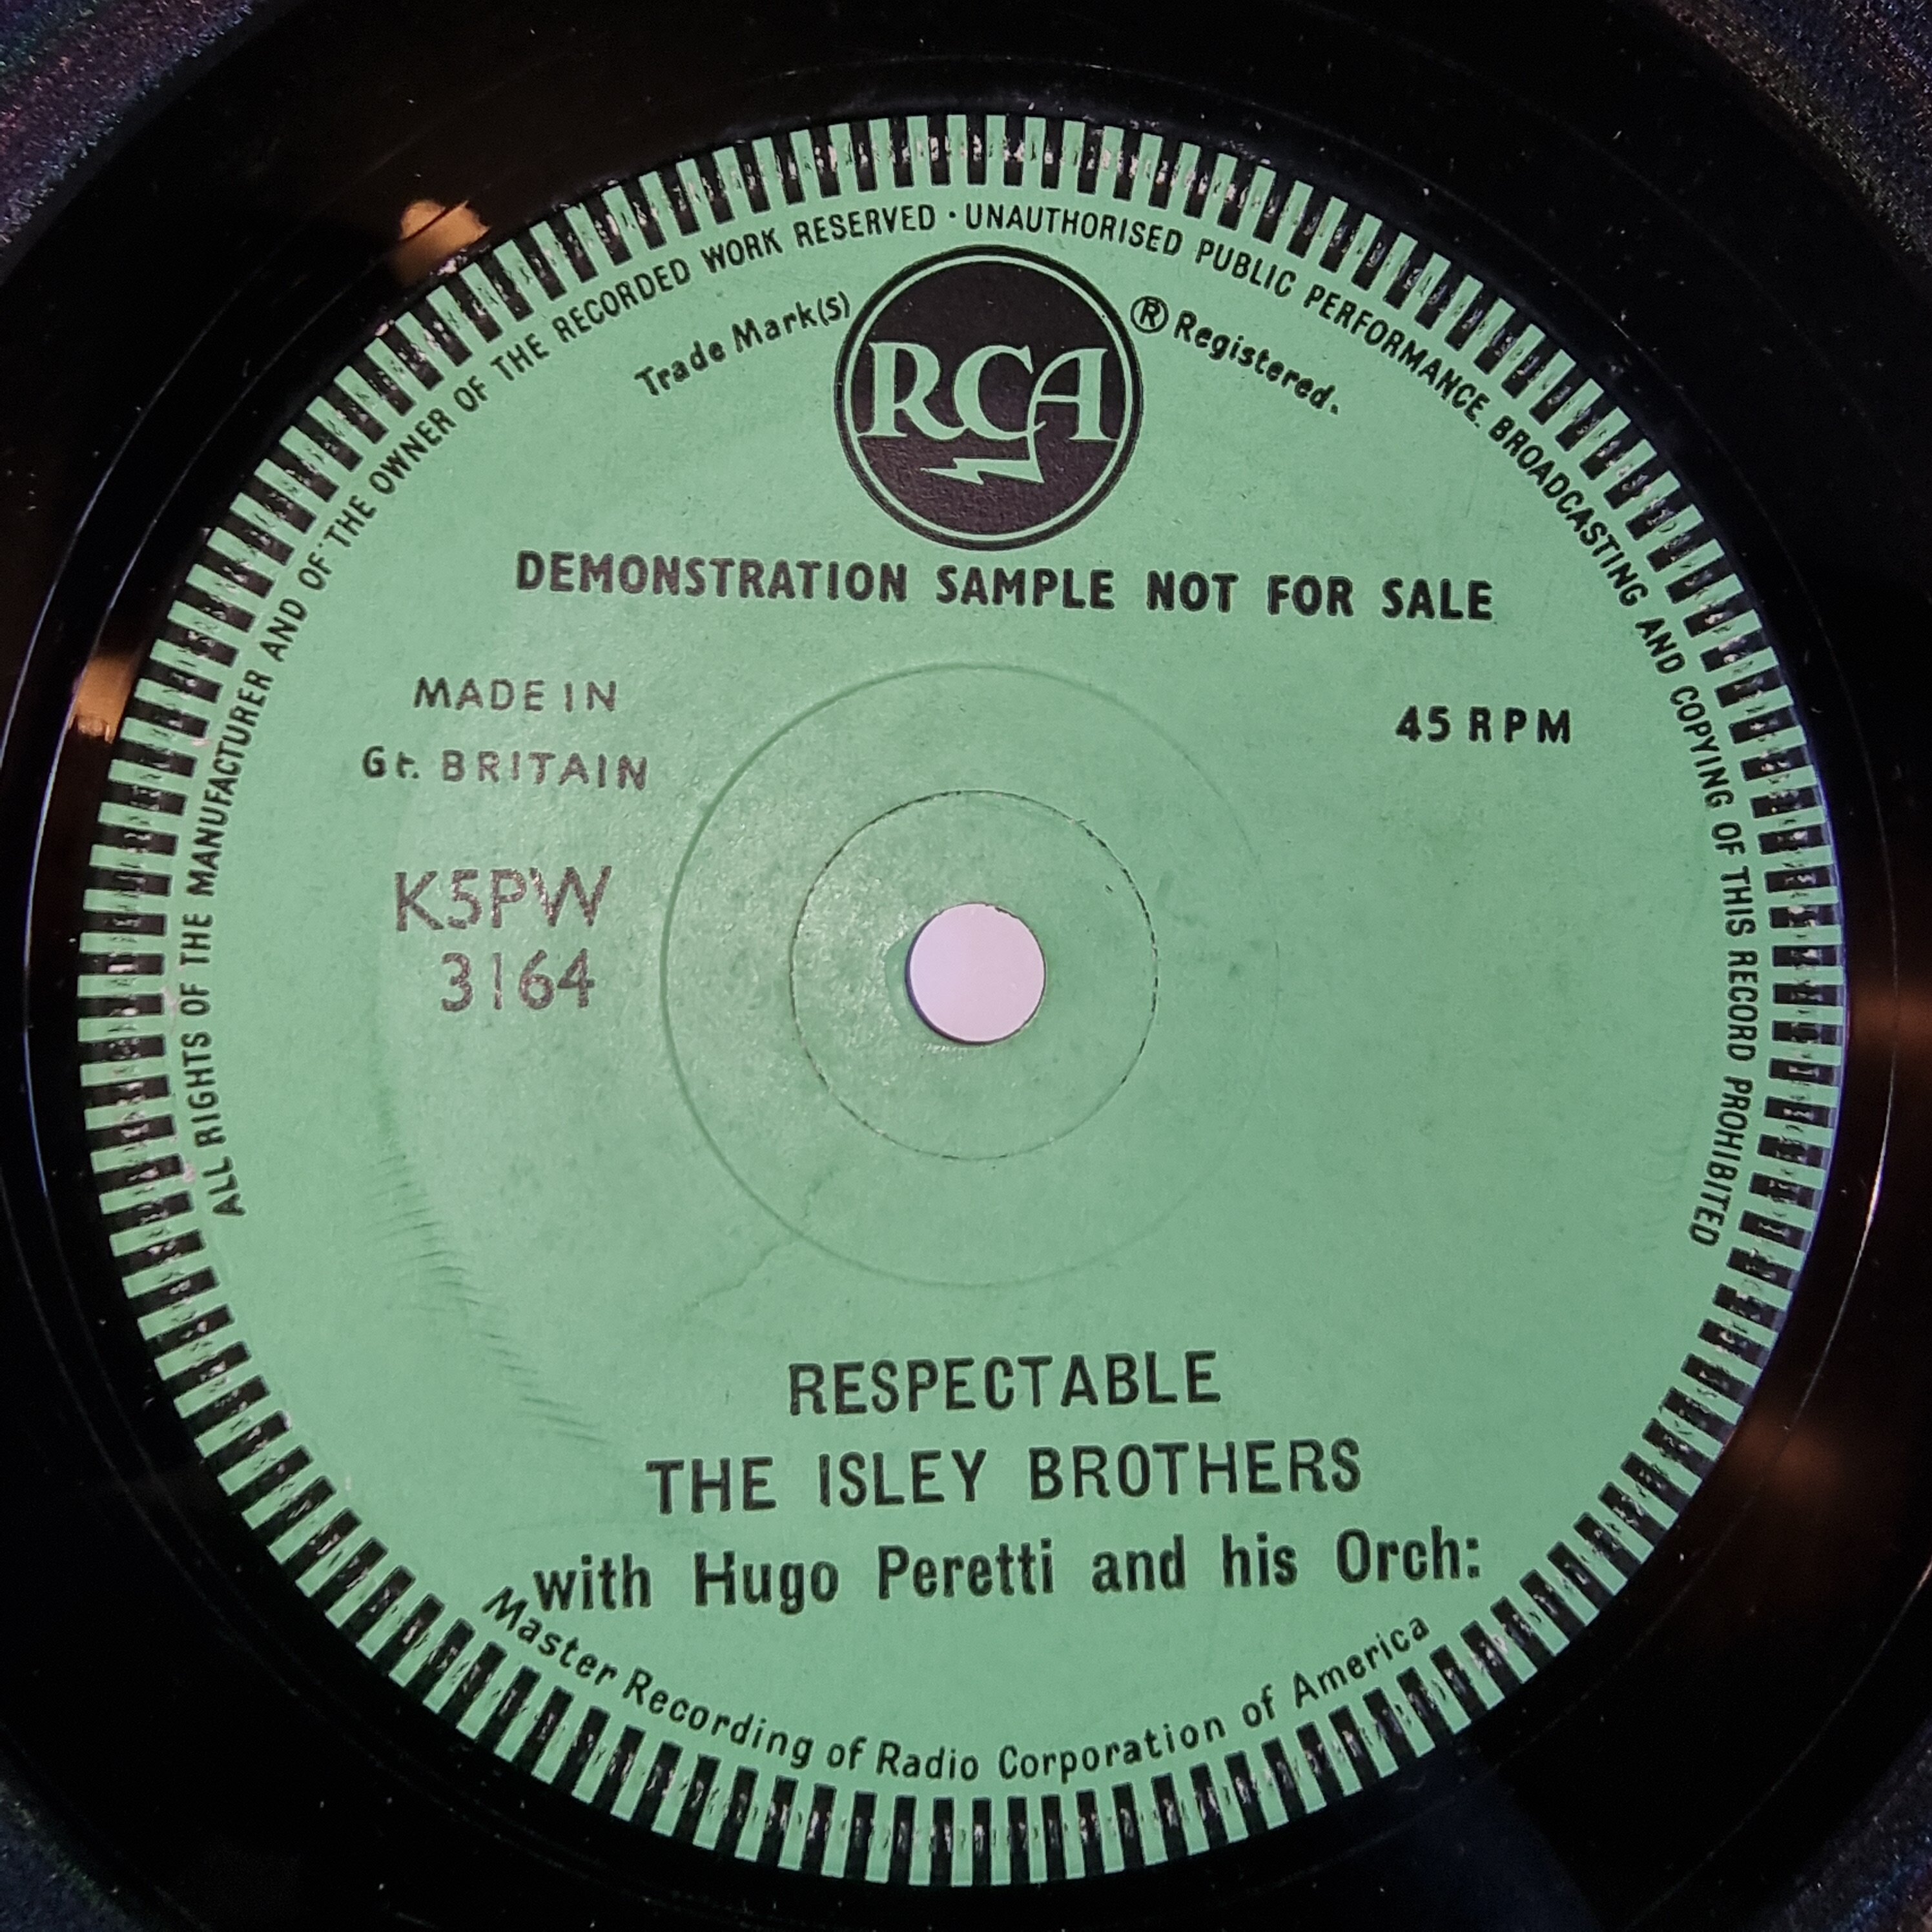 ALL RIGHTS OF THE MANUFACTURER AND OF THE OWNER OF THE RECORDED WORK RESERVED · UNAUTHORISED PUBLIC PERFORMANCE. BROADCASTING AND COPYING OF THIS RECORD PROHIBITED
Trade Mark(s) ® Registered.
RCA
DEMONSTRATION SAMPLE NOT FOR SALE
MADE IN
Gt. BRITAIN
45 RPM
K5PW
3164
RESPECTABLE
THE ISLEY BROTHERS
with Hugo Peretti and his Orch:
Master Recording of Radio Corporation of America